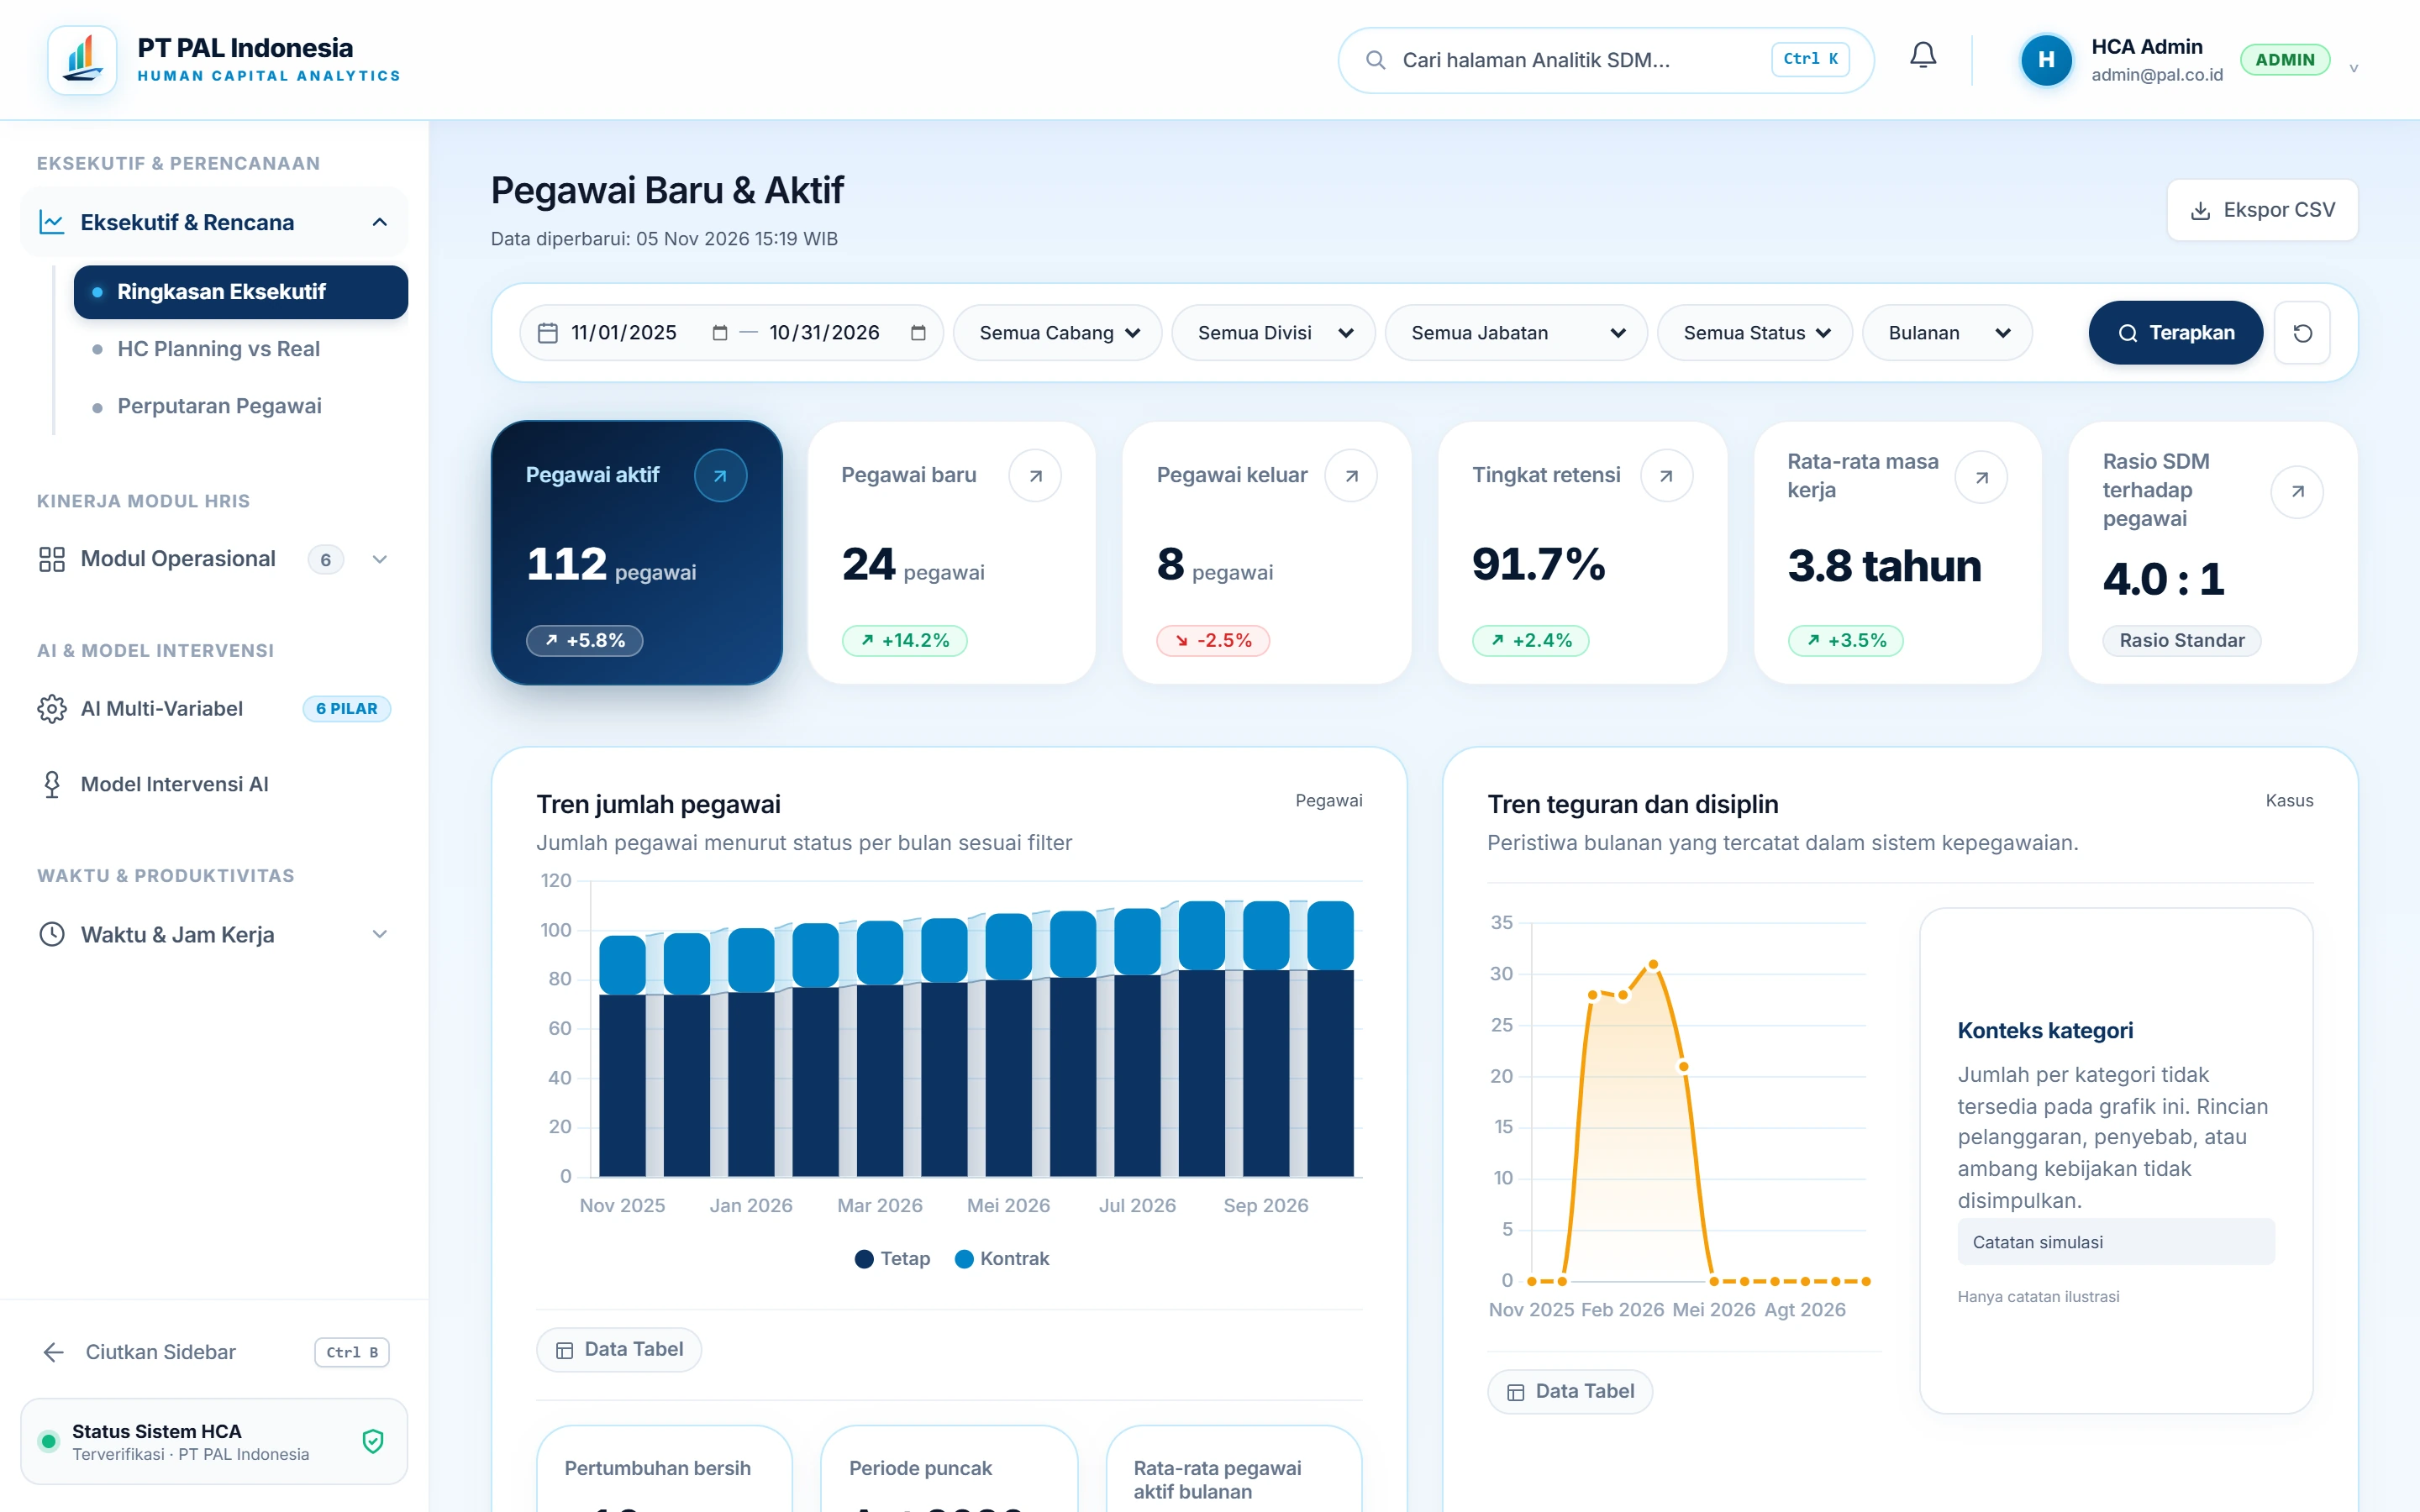 PT PAL Indonesia
HUMAN CAPITAL ANALYTICS
Cari halaman Analitik SDM...
Ctrl K
H
HCA Admin
admin@pal.co.id
ADMIN
EKSEKUTIF & PERENCANAAN
Eksekutif & Rencana
Ringkasan Eksekutif
HC Planning vs Real
Perputaran Pegawai
KINERJA MODUL HRIS
Modul Operasional
6
AI & MODEL INTERVENSI
AI Multi-Variabel
6 PILAR
Model Intervensi AI
WAKTU & PRODUKTIVITAS
Waktu & Jam Kerja
Ciutkan Sidebar
Ctrl B
Status Sistem HCA
Terverifikasi · PT PAL Indonesia
Pegawai Baru & Aktif
Data diperbarui: 05 Nov 2026 15:19 WIB
Ekspor CSV
11/01/2025 — 10/31/2026
Semua Cabang
Semua Divisi
Semua Jabatan
Semua Status
Bulanan
Terapkan
Pegawai aktif
112 pegawai
+5.8%
Pegawai baru
24 pegawai
+14.2%
Pegawai keluar
8 pegawai
-2.5%
Tingkat retensi
91.7%
+2.4%
Rata-rata masa
kerja
3.8 tahun
+3.5%
Rasio SDM
terhadap
pegawai
4.0 : 1
Rasio Standar
Tren jumlah pegawai
Pegawai
Jumlah pegawai menurut status per bulan sesuai filter
120
100
80
60
40
20
0
Nov 2025
Jan 2026
Mar 2026
Mei 2026
Jul 2026
Sep 2026
Tetap
Kontrak
Data Tabel
Pertumbuhan bersih
Periode puncak
Rata-rata pegawai
aktif bulanan
Tren teguran dan disiplin
Kasus
Peristiwa bulanan yang tercatat dalam sistem kepegawaian.
35
30
25
20
15
10
5
0
Nov 2025
Feb 2026
Mei 2026
Agt 2026
Data Tabel
Konteks kategori
Jumlah per kategori tidak
tersedia pada grafik ini. Rincian
pelanggaran, penyebab, atau
ambang kebijakan tidak
disimpulkan.
Catatan simulasi
Hanya catatan ilustrasi